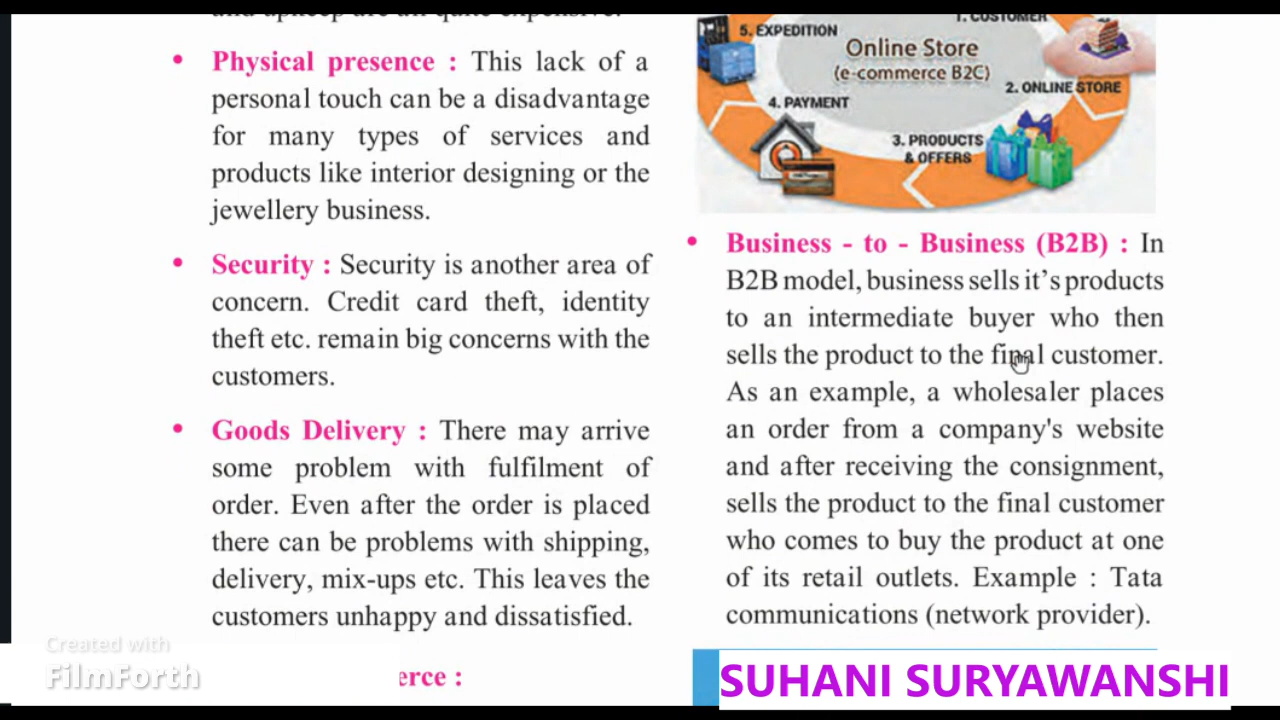 and upkeep are all quite expensive.
• Physical presence : This lack of a
personal touch can be a disadvantage
for many types of services and
products like interior designing or the
jewellery business.
• Security : Security is another area of
concern. Credit card theft, identity
theft etc. remain big concerns with the
customers.
• Goods Delivery : There may arrive
some problem with fulfilment of
order. Even after the order is placed
there can be problems with shipping,
delivery, mix-ups etc. This leaves the
customers unhappy and dissatisfied.
erce :
1. CUSTOMER
5. EXPEDITION
Online Store
(e-commerce B2C)
2. ONLINE STORE
4. PAYMENT
3. PRODUCTS
& OFFERS
• Business - to - Business (B2B) : In
B2B model, business sells it's products
to an intermediate buyer who then
sells the product to the final customer.
As an example, a wholesaler places
an order from a company's website
and after receiving the consignment,
sells the product to the final customer
who comes to buy the product at one
of its retail outlets. Example : Tata
communications (network provider).
Created with
FilmForth
SUHANI SURYAWANSHI